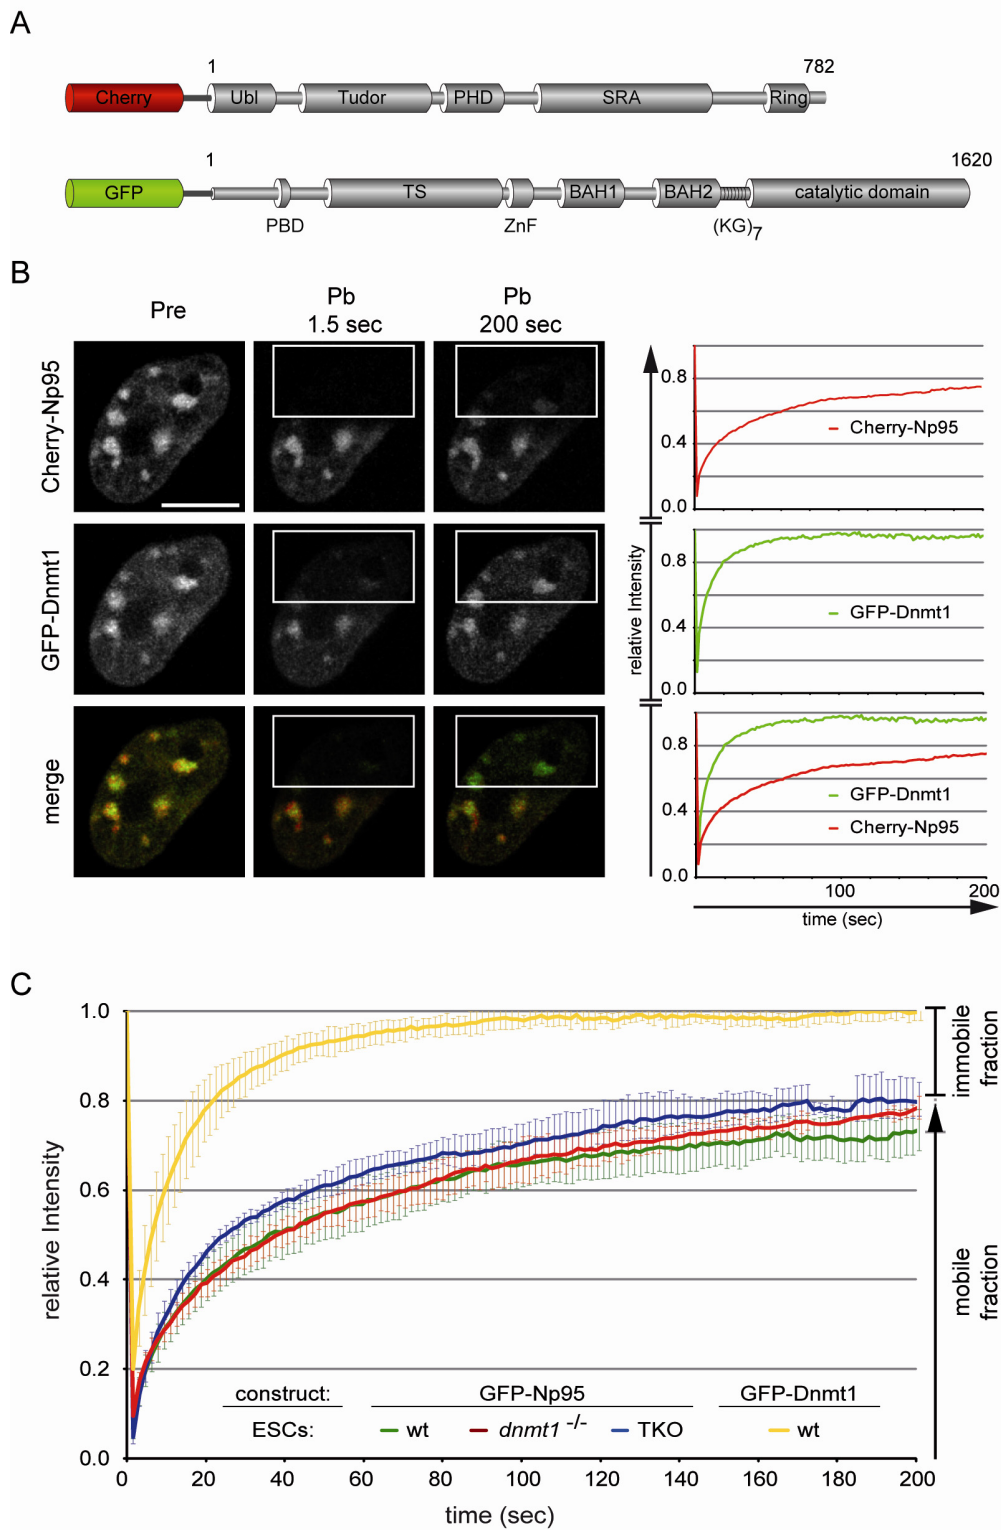 A
1 782
Cherry Ubl Tudor PHD SRA Ring
1 1620
GFP TS BAH1 BAH2 catalytic domain
PBD ZnF (KG)7
B
Pre Pb 1.5 sec Pb 200 sec
Cherry-Np95
GFP-Dnmt1
merge
relative Intensity
0.8
0.4
0.0
Cherry-Np95
0.8
0.4
0.0
GFP-Dnmt1
0.8
0.4
0.0
GFP-Dnmt1
Cherry-Np95
100 200
time (sec)
C
1.0
0.8
0.6
0.4
0.2
0.0
relative Intensity
immobile fraction
mobile fraction
construct: GFP-Np95 GFP-Dnmt1
ESCs: wt dnmt1 -/- TKO wt
0 20 40 60 80 100 120 140 160 180 200
time (sec)